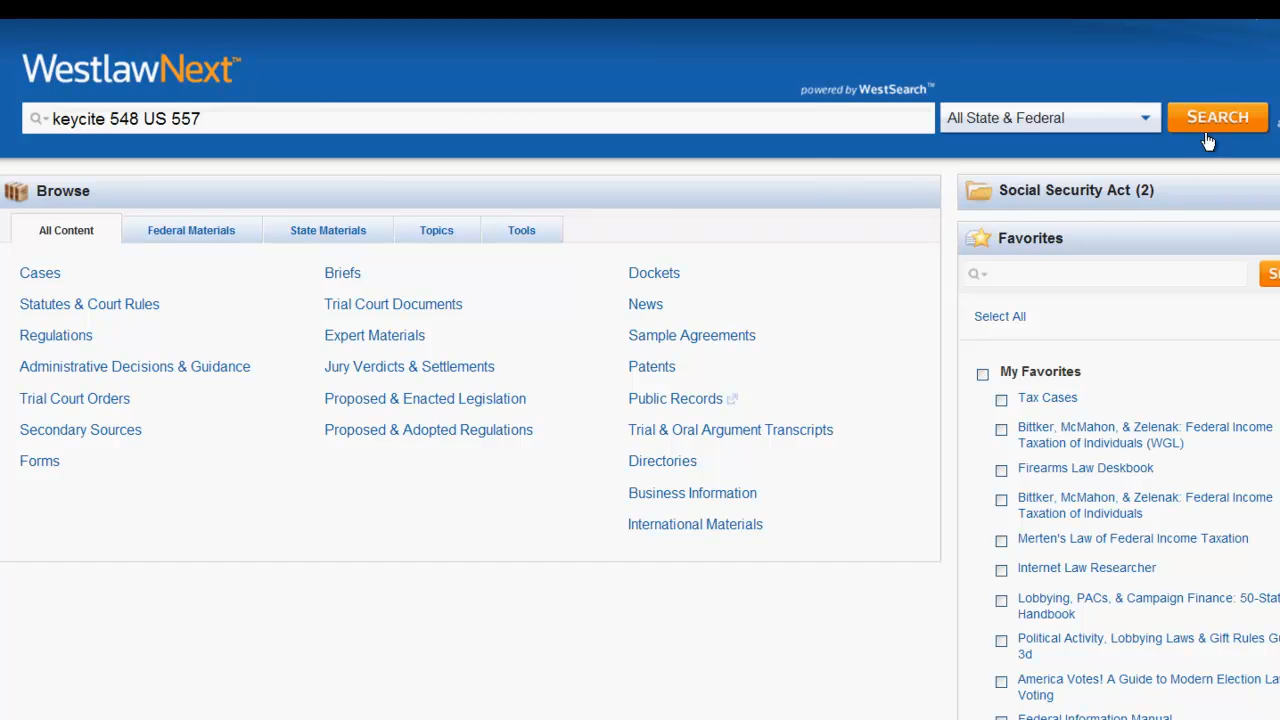 WestlawNext™
powered by WestSearch™
keycite 548 US 557
All State & Federal
SEARCH
Browse
All Content
Federal Materials
State Materials
Topics
Tools
Cases
Statutes & Court Rules
Regulations
Administrative Decisions & Guidance
Trial Court Orders
Secondary Sources
Forms
Briefs
Trial Court Documents
Expert Materials
Jury Verdicts & Settlements
Proposed & Enacted Legislation
Proposed & Adopted Regulations
Dockets
News
Sample Agreements
Patents
Public Records
Trial & Oral Argument Transcripts
Directories
Business Information
International Materials
Social Security Act (2)
Favorites
Select All
My Favorites
Tax Cases
Bittker, McMahon, & Zelenak: Federal Income
Taxation of Individuals (WGL)
Firearms Law Deskbook
Bittker, McMahon, & Zelenak: Federal Income
Taxation of Individuals
Merten's Law of Federal Income Taxation
Internet Law Researcher
Lobbying, PACs, & Campaign Finance: 50-Stat
Handbook
Political Activity, Lobbying Laws & Gift Rules G
3d
America Votes! A Guide to Modern Election La
Voting
Federal Information Manual